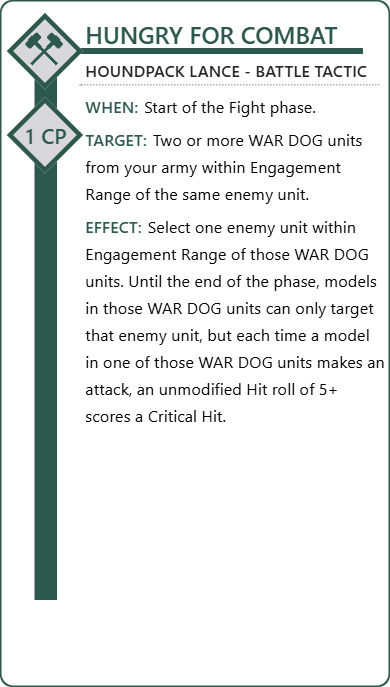 HUNGRY FOR COMBAT
HOUNDPACK LANCE - BATTLE TACTIC
WHEN: Start of the Fight phase.
1 CP
TARGET: Two or more WAR DOG units
from your army within Engagement
Range of the same enemy unit.
EFFECT: Select one enemy unit within
Engagement Range of those WAR DOG
units. Until the end of the phase, models
in those WAR DOG units can only target
that enemy unit, but each time a model
in one of those WAR DOG units makes an
attack, an unmodified Hit roll of 5+
scores a Critical Hit.